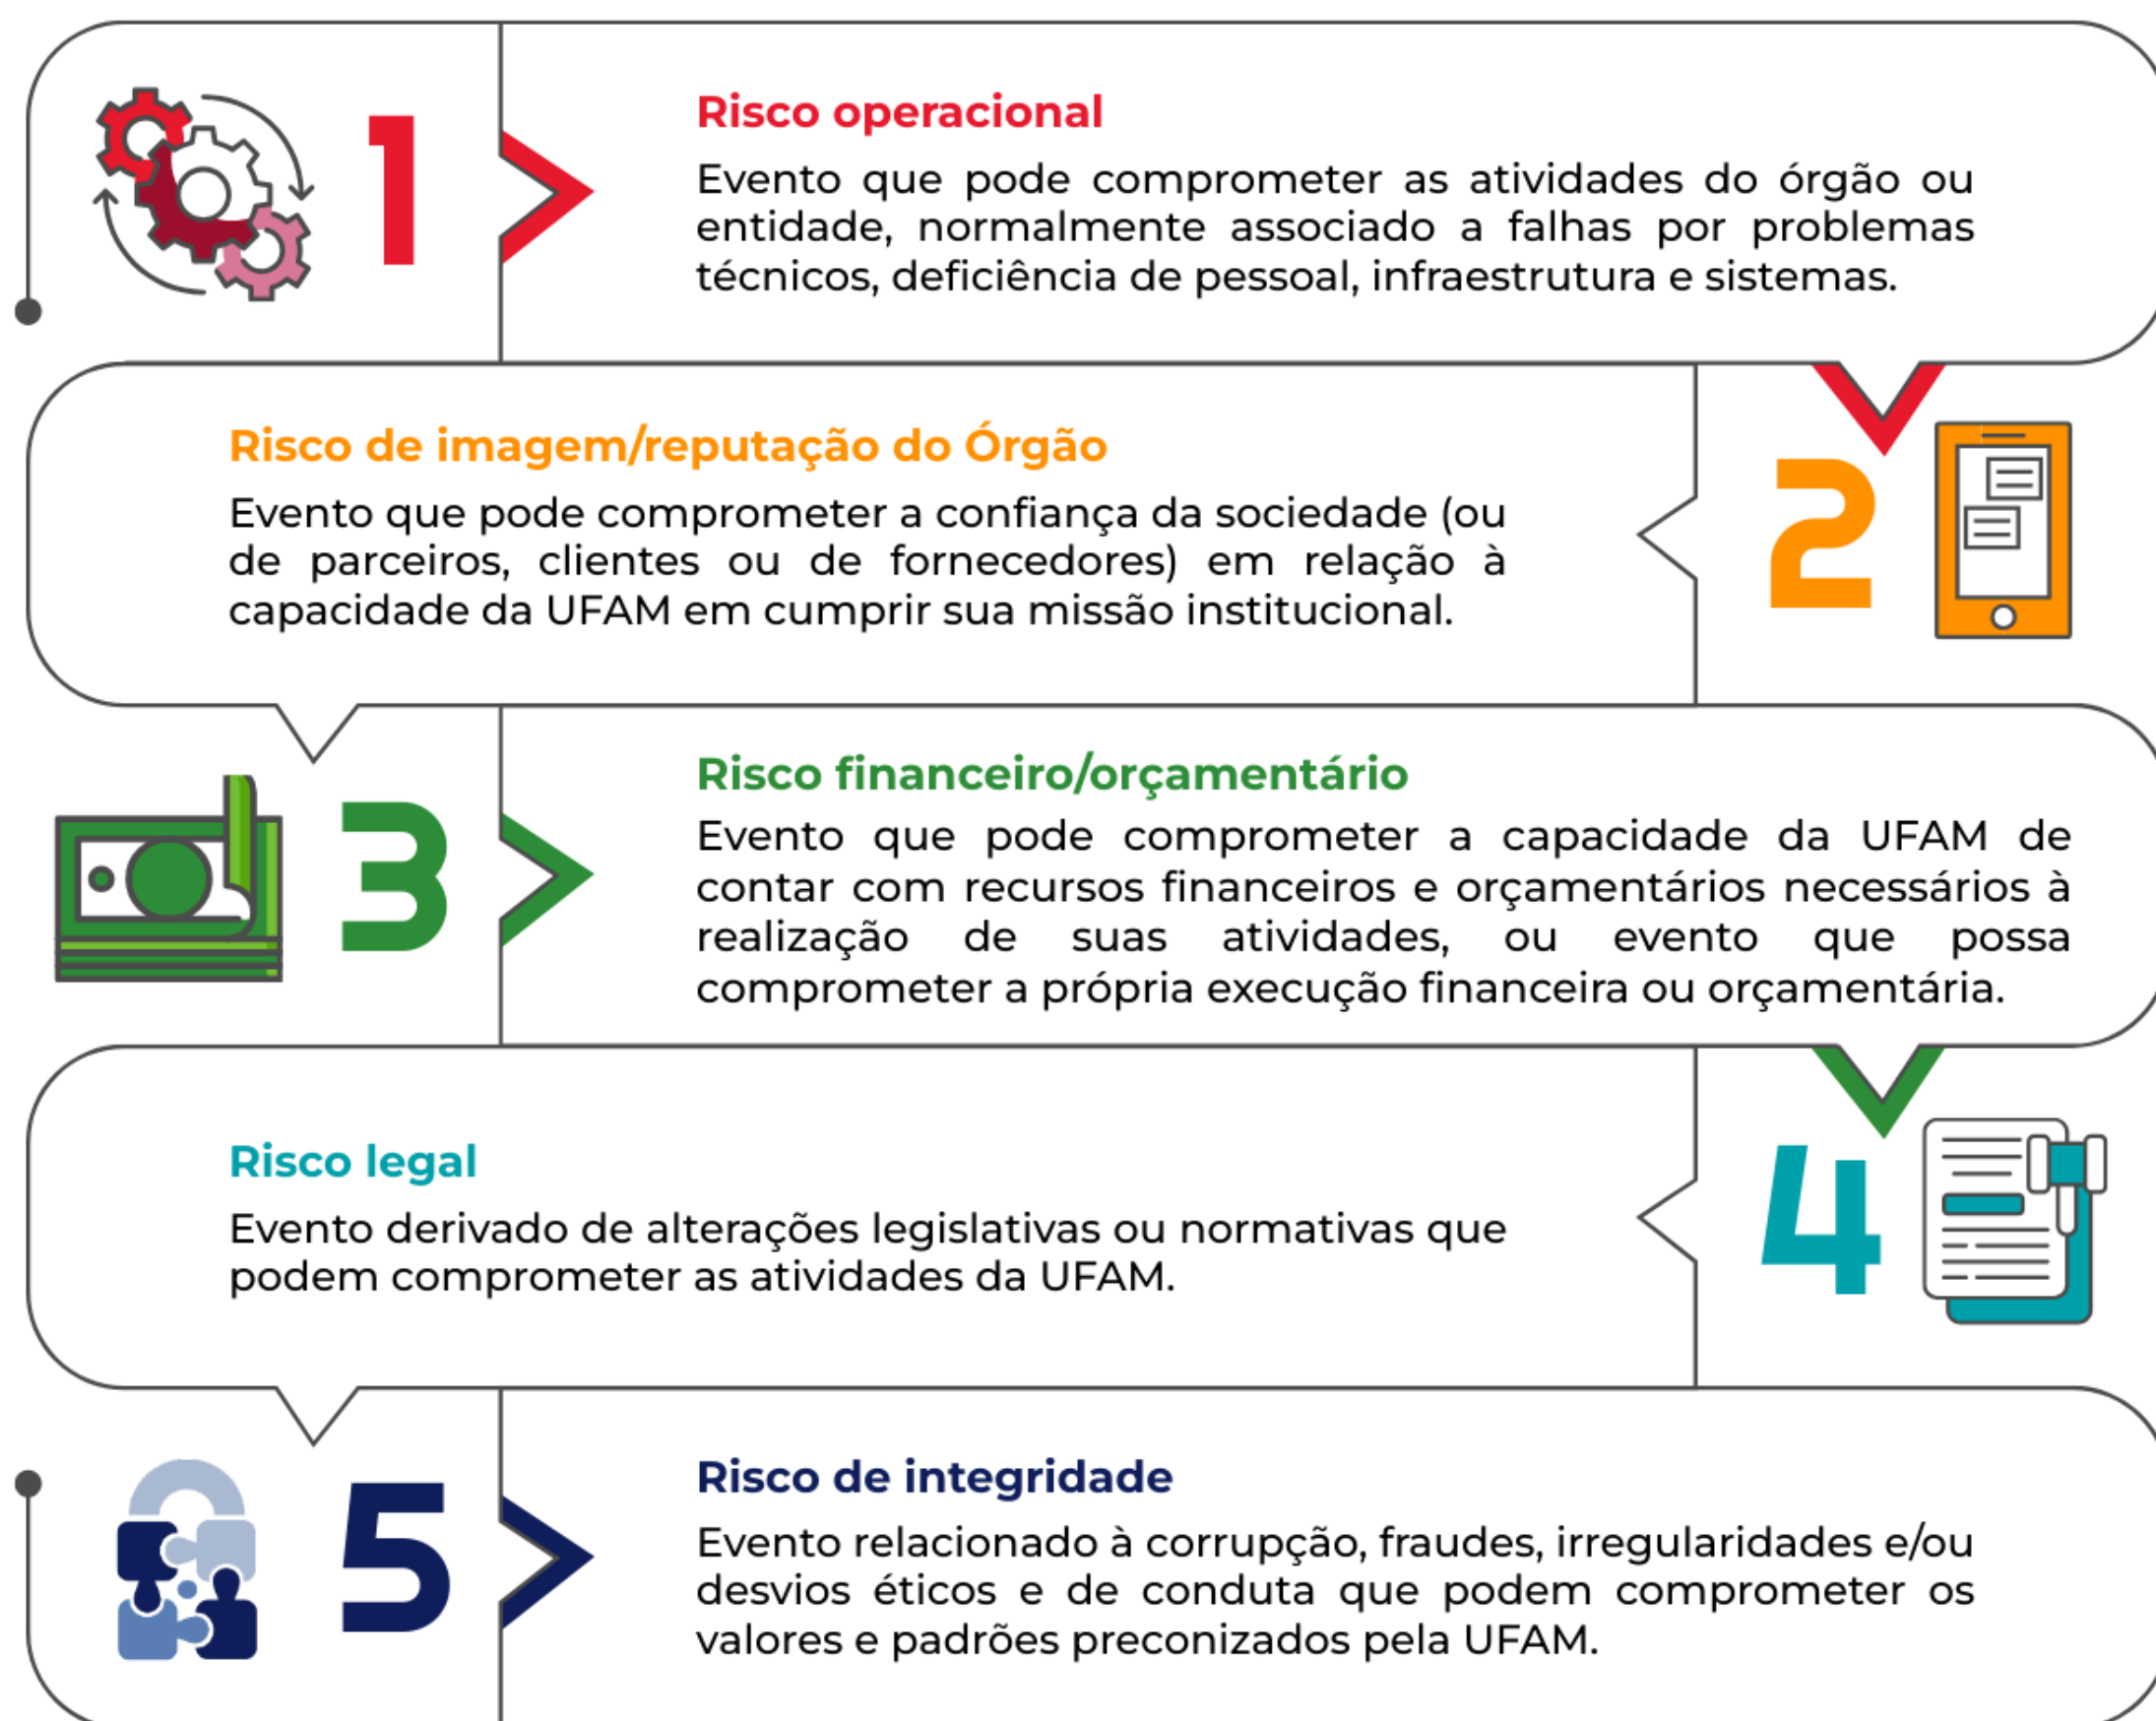 1
Risco operacional
Evento que pode comprometer as atividades do órgão ou
entidade, normalmente associado a falhas por problemas
técnicos, deficiência de pessoal, infraestrutura e sistemas.
Risco de imagem/reputação do Órgão
Evento que pode comprometer a confiança da sociedade (ou
de parceiros, clientes ou de fornecedores) em relação à
capacidade da UFAM em cumprir sua missão institucional.
2
3
Risco financeiro/orçamentário
Evento que pode comprometer a capacidade da UFAM de
contar com recursos financeiros e orçamentários necessários à
realização de suas atividades, ou evento que possa
comprometer a própria execução financeira ou orçamentária.
Risco legal
Evento derivado de alterações legislativas ou normativas que
podem comprometer as atividades da UFAM.
4
5
Risco de integridade
Evento relacionado à corrupção, fraudes, irregularidades e/ou
desvios éticos e de conduta que podem comprometer os
valores e padrões preconizados pela UFAM.